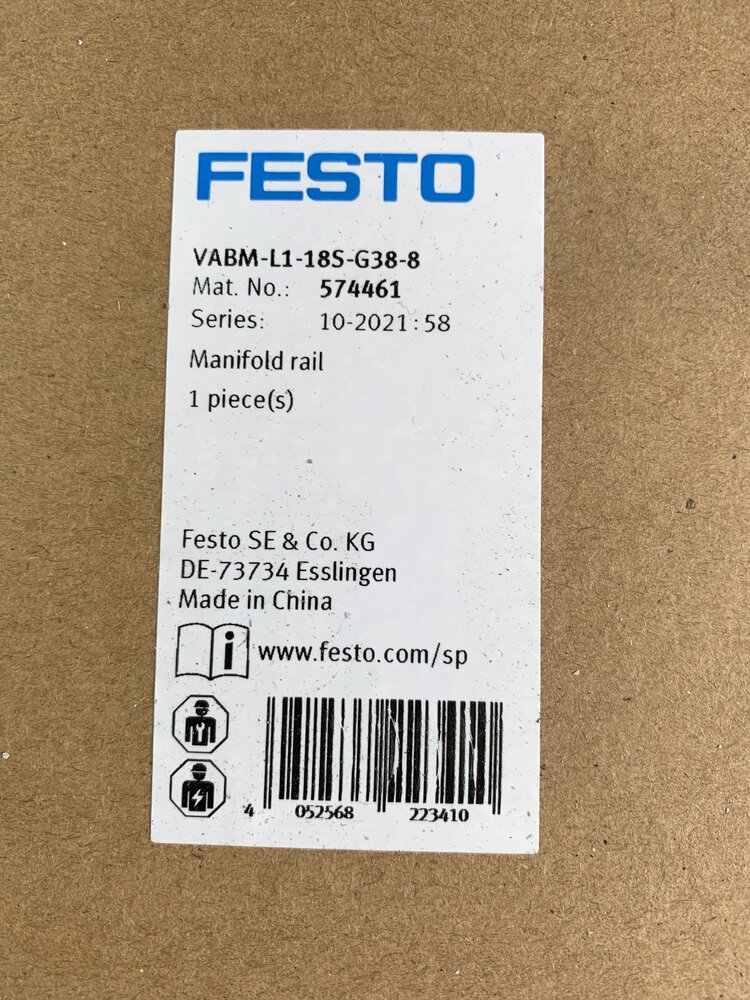 FESTO
VABM-L1-18S-G38-8
Mat. No.: 574461
Series: 10-2021:58
Manifold rail
1 piece(s)
Festo SE & Co. KG
DE-73734 Esslingen
Made in China
i www.festo.com/sp
4 052568 223410